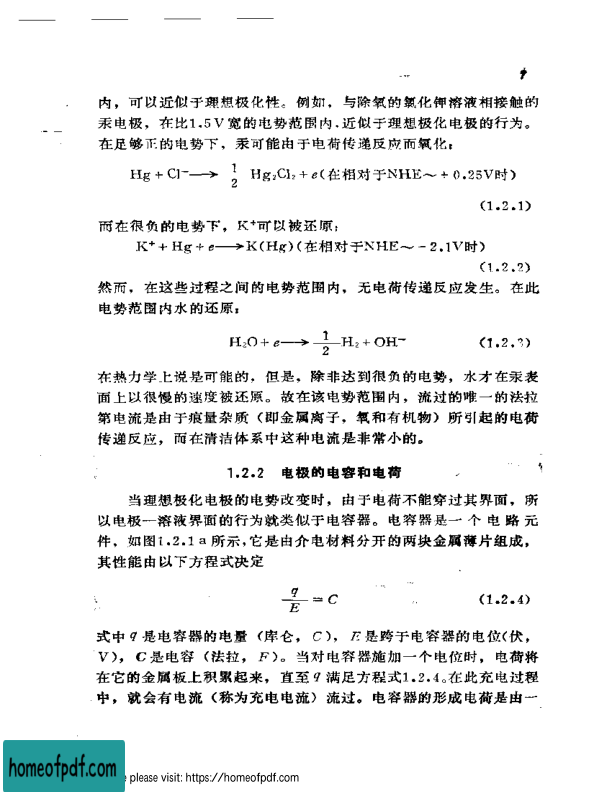 内，可以近似于理想极化性。例如，与除氧的氯化钾溶液相接触的
汞电极，在比1.5V宽的电势范围内，近似于理想极化电极的行为。
在足够正的电势下，汞可能由于电荷传递反应而氧化：
Hg + Cl⁻ ⟶ 1/2 Hg₂Cl₂ + e（在相对于NHE～+0.25V时）
(1.2.1)
而在很负的电势下，K⁺可以被还原：
K⁺ + Hg + e ⟶ K(Hg)（在相对于NHE～－2.1V时）
(1.2.2)
然而，在这些过程之间的电势范围内，无电荷传递反应发生。在此
电势范围内水的还原：
H₂O + e ⟶ 1/2 H₂ + OH⁻ (1.2.3)
在热力学上说是可能的，但是，除非达到很负的电势，水才在汞表
面上以很慢的速度被还原。故在该电势范围内，流过的唯一的法拉
第电流是由于痕量杂质（即金属离子，氧和有机物）所引起的电荷
传递反应，而在清洁体系中这种电流是非常小的。
1.2.2 电极的电容和电荷
当理想极化电极的电势改变时，由于电荷不能穿过其界面，所
以电极—溶液界面的行为就类似于电容器。电容器是一个电路元
件，如图1.2.1a所示，它是由介电材料分开的两块金属薄片组成，
其性能由以下方程式决定
q/E = C (1.2.4)
式中q是电容器的电量（库仑，C），E是跨于电容器的电位（伏，
V），C是电容（法拉，F）。当对电容器施加一个电位时，电荷将
在它的金属板上积累起来，直至q满足方程式1.2.4。在此充电过程
中，就会有电流（称为充电电流）流过。电容器的形成电荷是由一
homeofpdf.com
please visit: https://homeofpdf.com